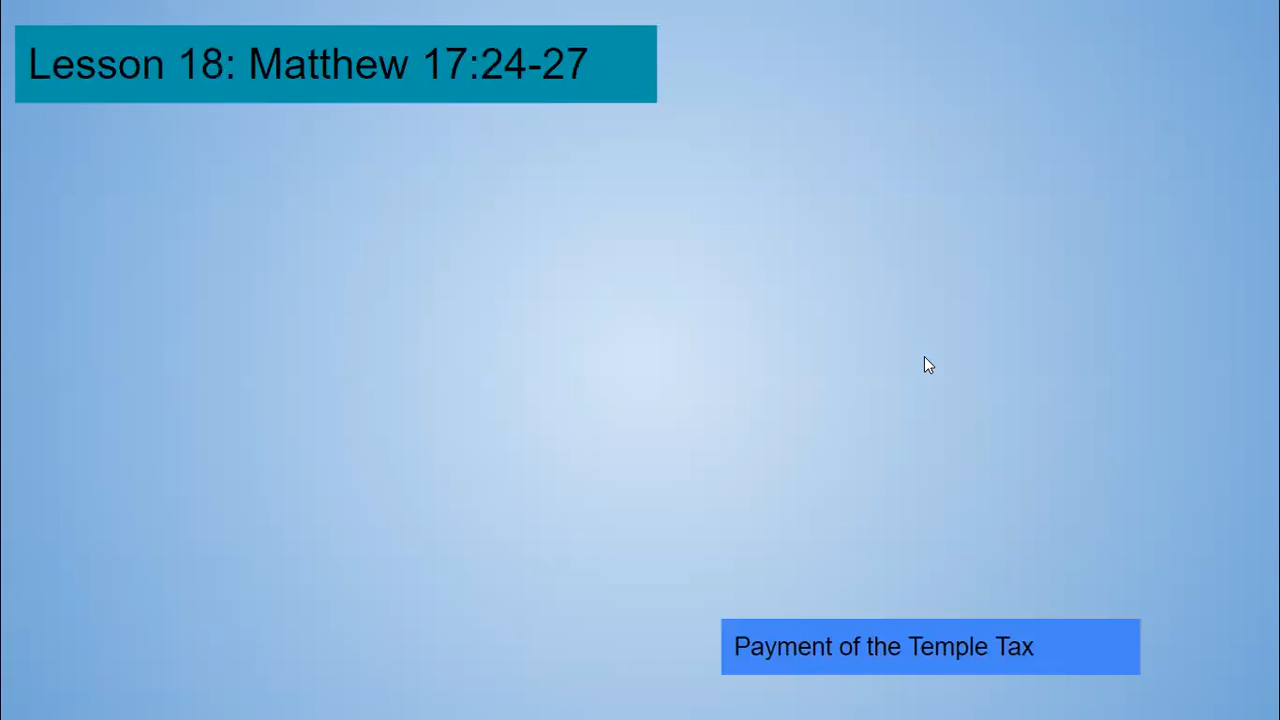 Lesson 18: Matthew 17:24-27
Payment of the Temple Tax